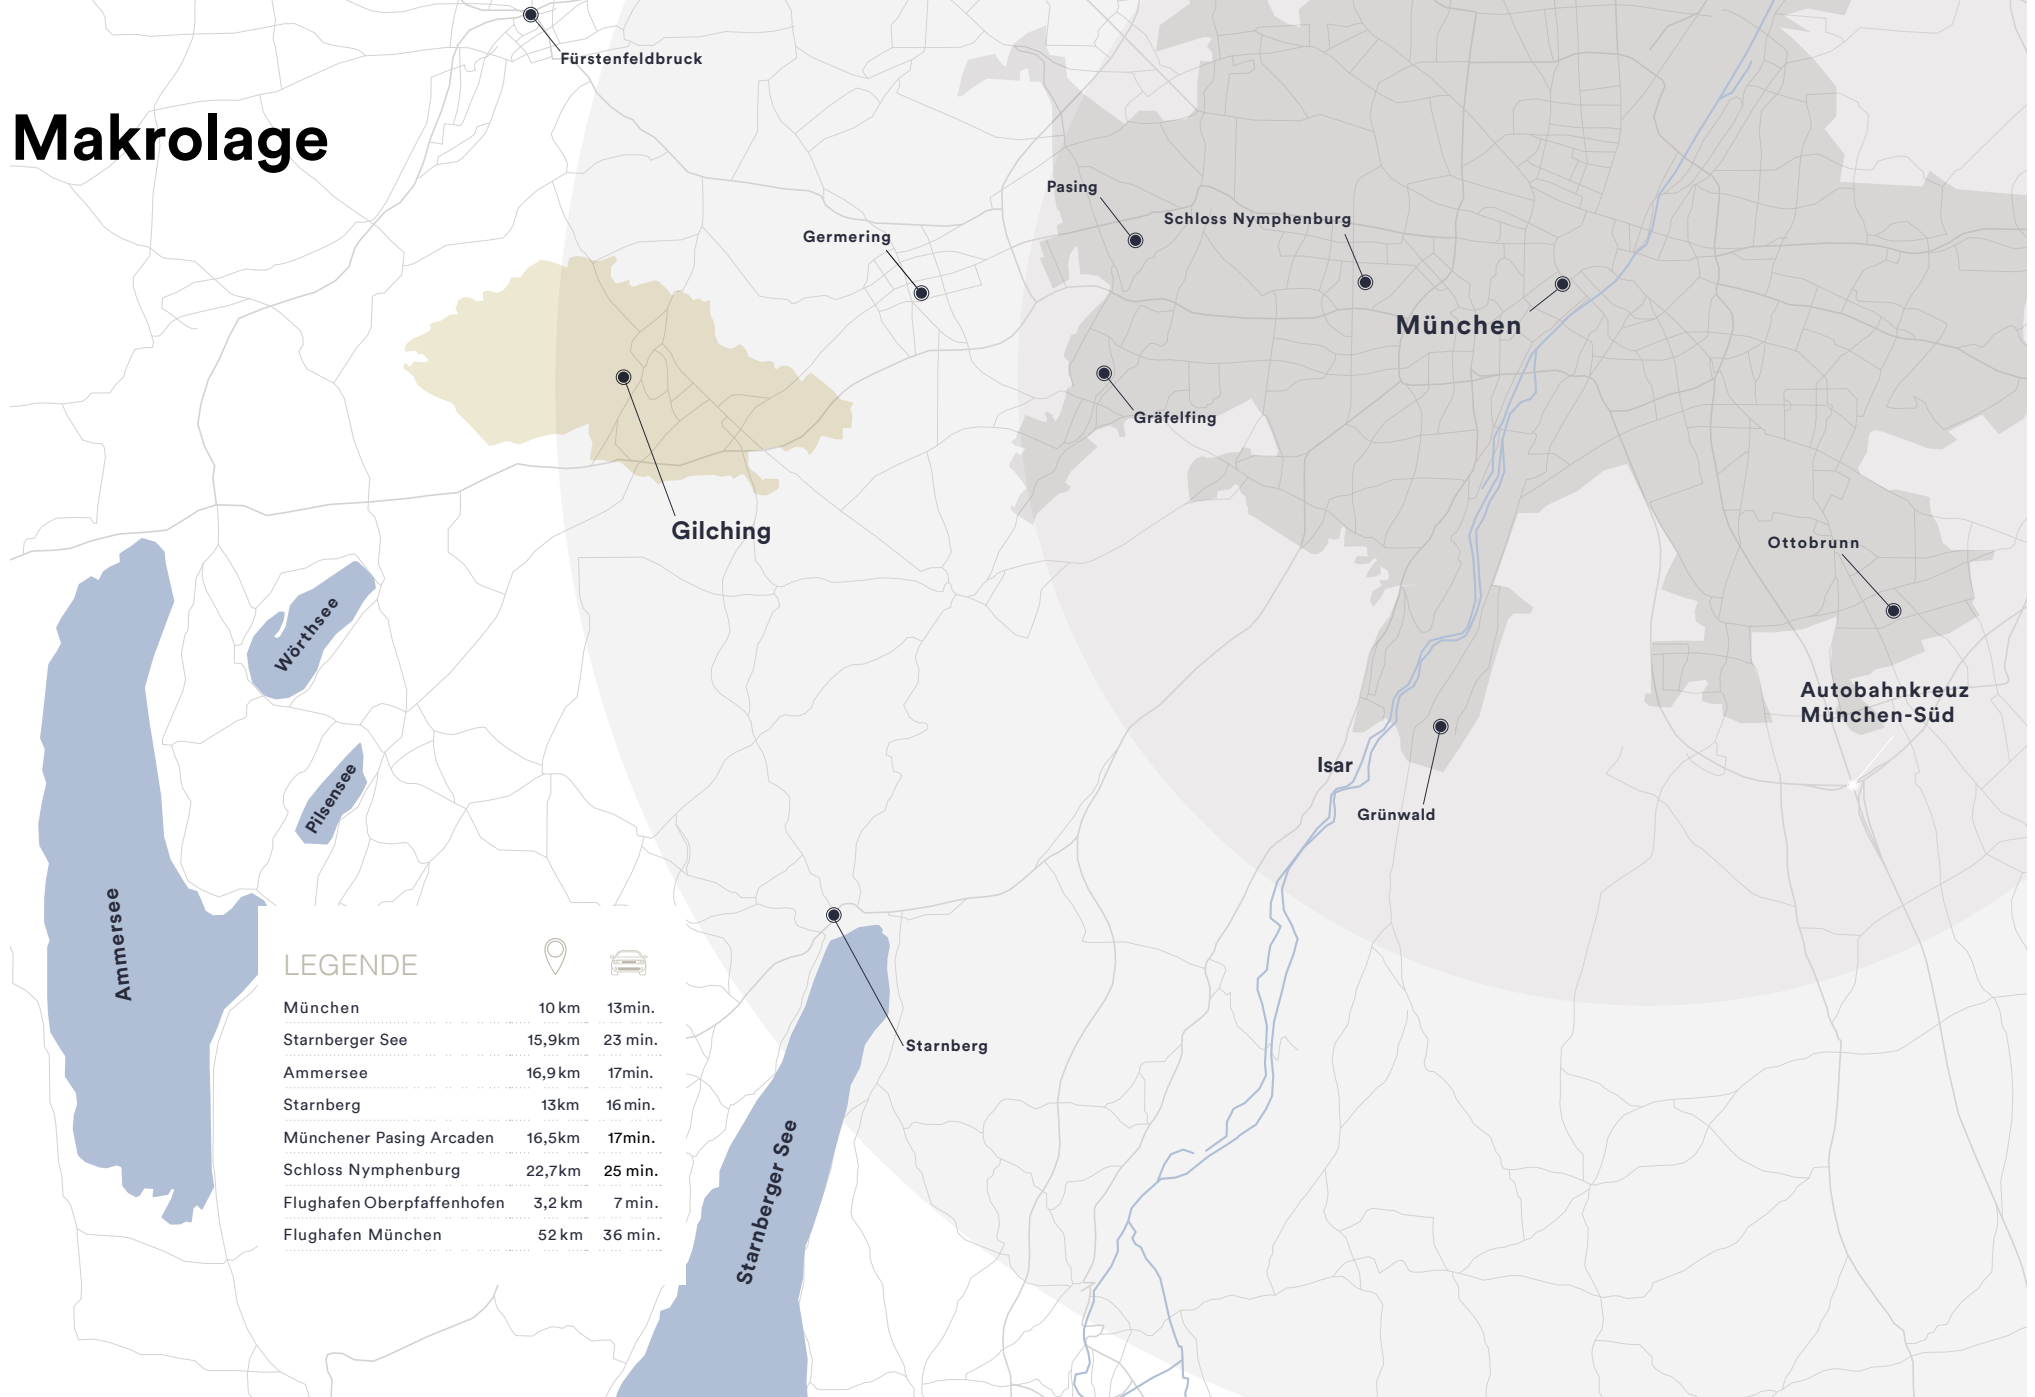 Fürstenfeldbruck
Makrolage
Pasing
Schloss Nymphenburg
Germering
München
Gräfelfing
Gilching
Ottobrunn
Wörthsee
Autobahnkreuz
München-Süd
Isar
Pilsensee
Grünwald
Ammersee
Starnberg
Starnberger See
LEGENDE
München 10 km 13min.
Starnberger See 15,9km 23 min.
Ammersee 16,9 km 17min.
Starnberg 13km 16 min.
Münchener Pasing Arcaden 16,5km 17min.
Schloss Nymphenburg 22,7km 25 min.
Flughafen Oberpfaffenhofen 3,2 km 7 min.
Flughafen München 52 km 36 min.